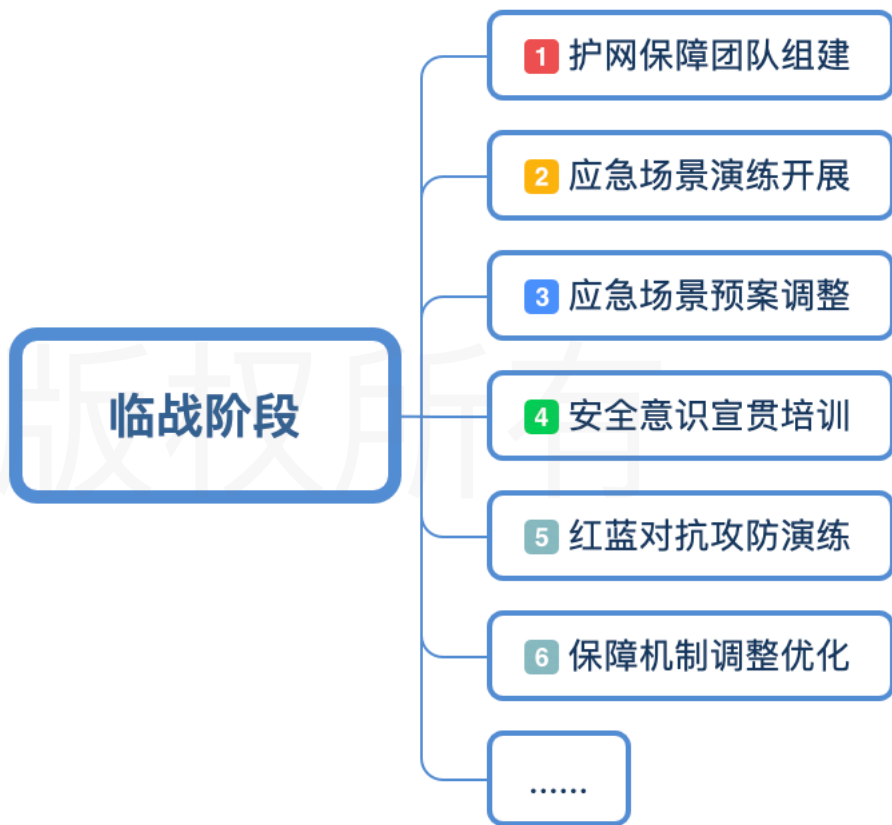 1 护网保障团队组建
2 应急场景演练开展
3 应急场景预案调整
临战阶段
4 安全意识宣贯培训
5 红蓝对抗攻防演练
6 保障机制调整优化
......
版权所有